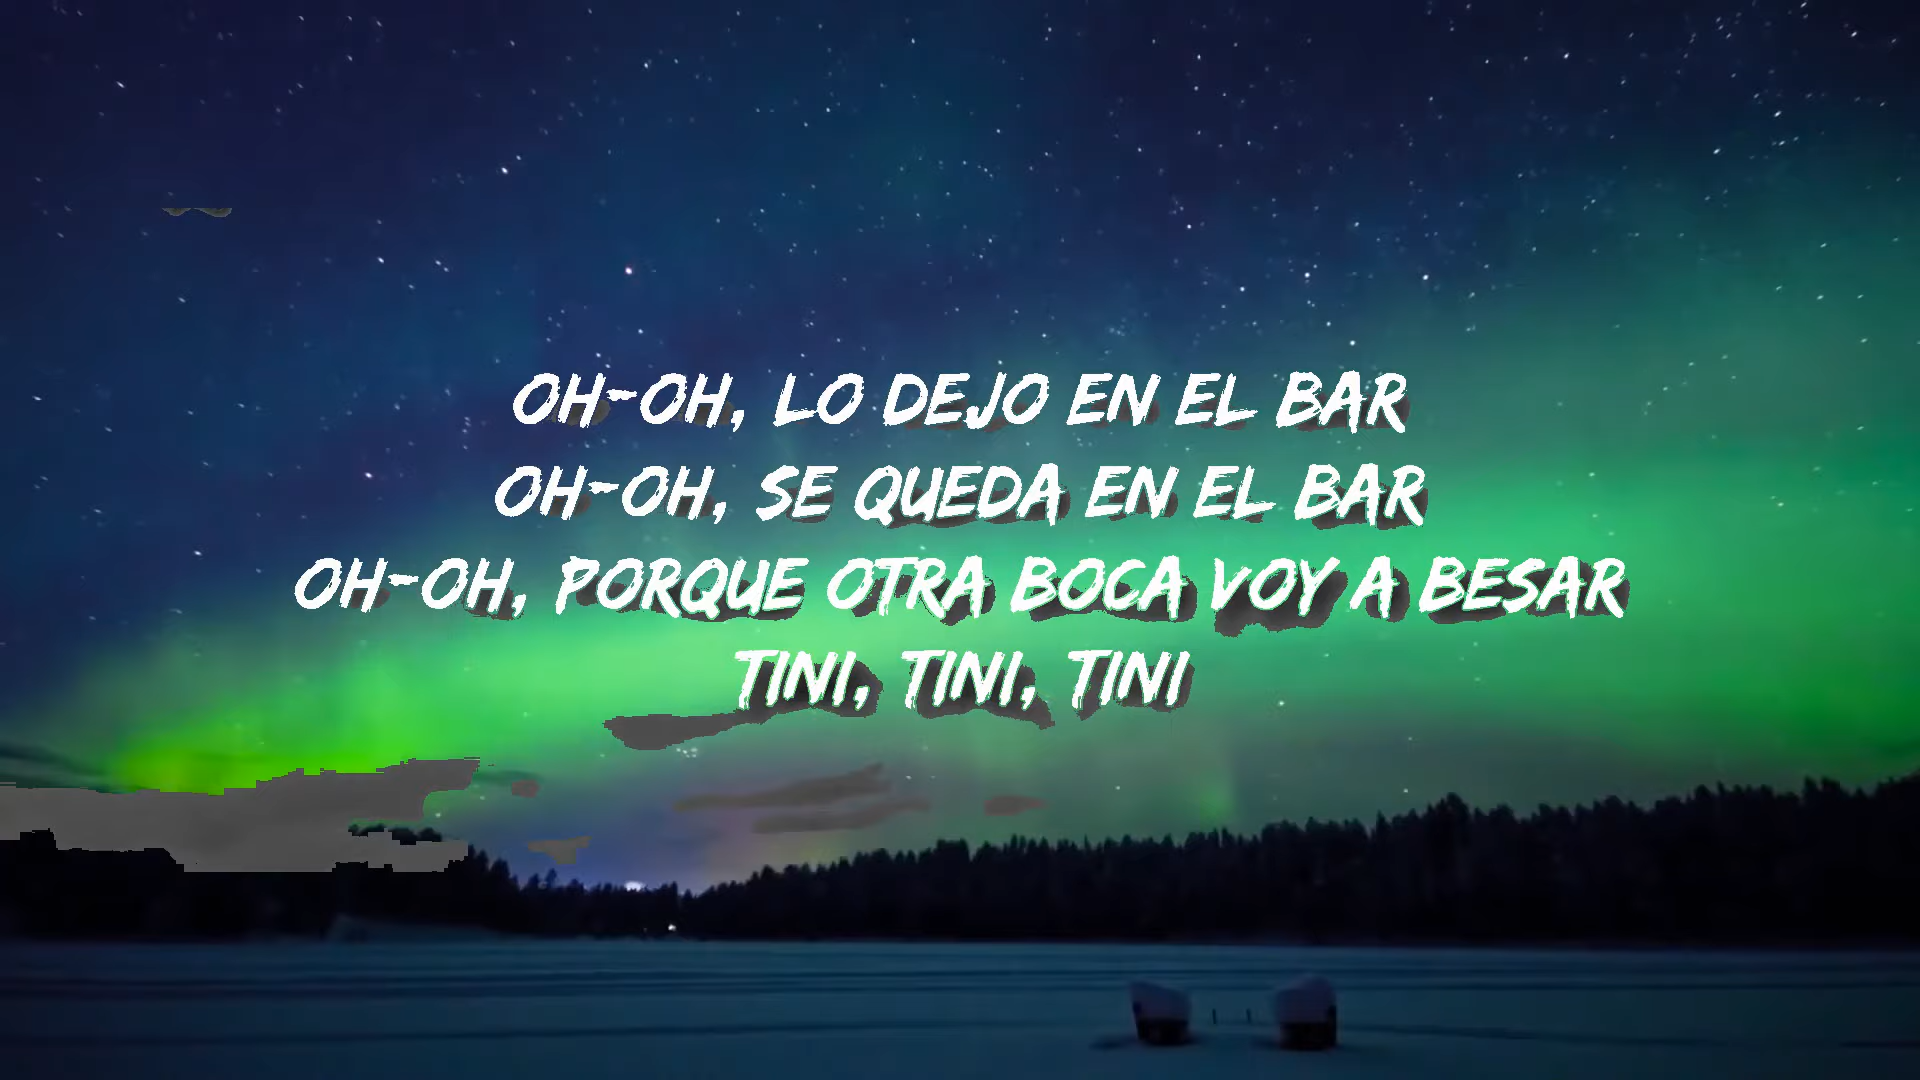 OH-OH, LO DEJO EN EL BAR
OH-OH, SE QUEDA EN EL BAR
OH-OH, PORQUE OTRA BOCA VOY A BESAR
TINI, TINI, TINI